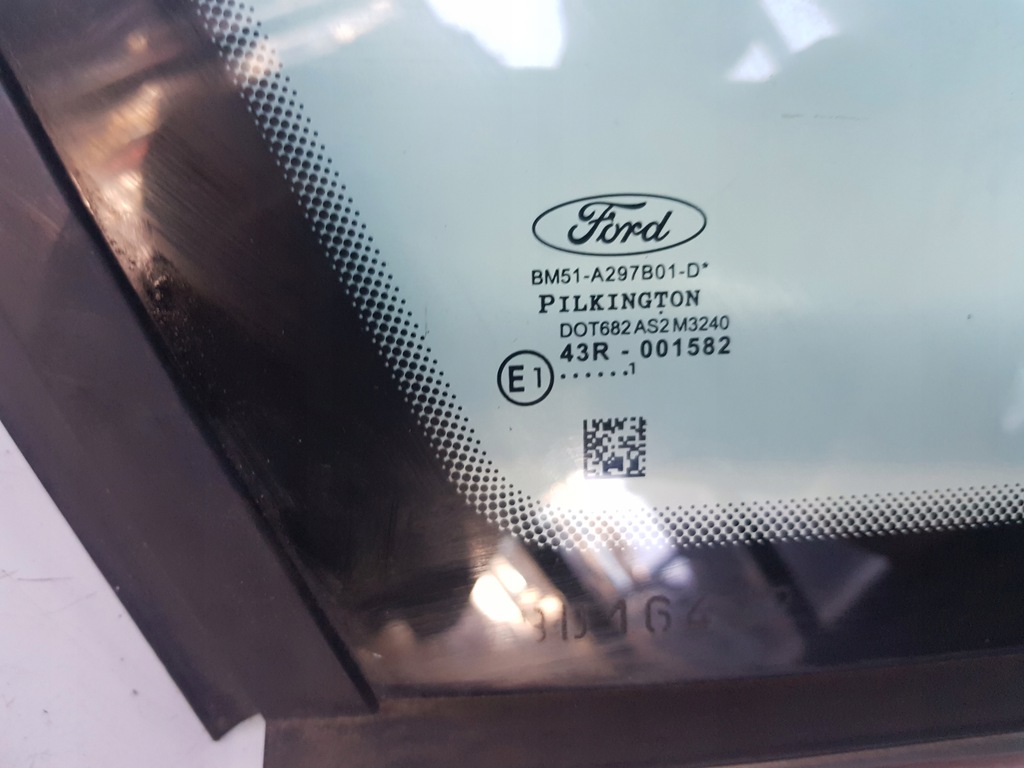 Ford
BM51-A297B01-D*
PILKINGTON
DOT682 AS2 M3240
43R - 001582
E1 ......1